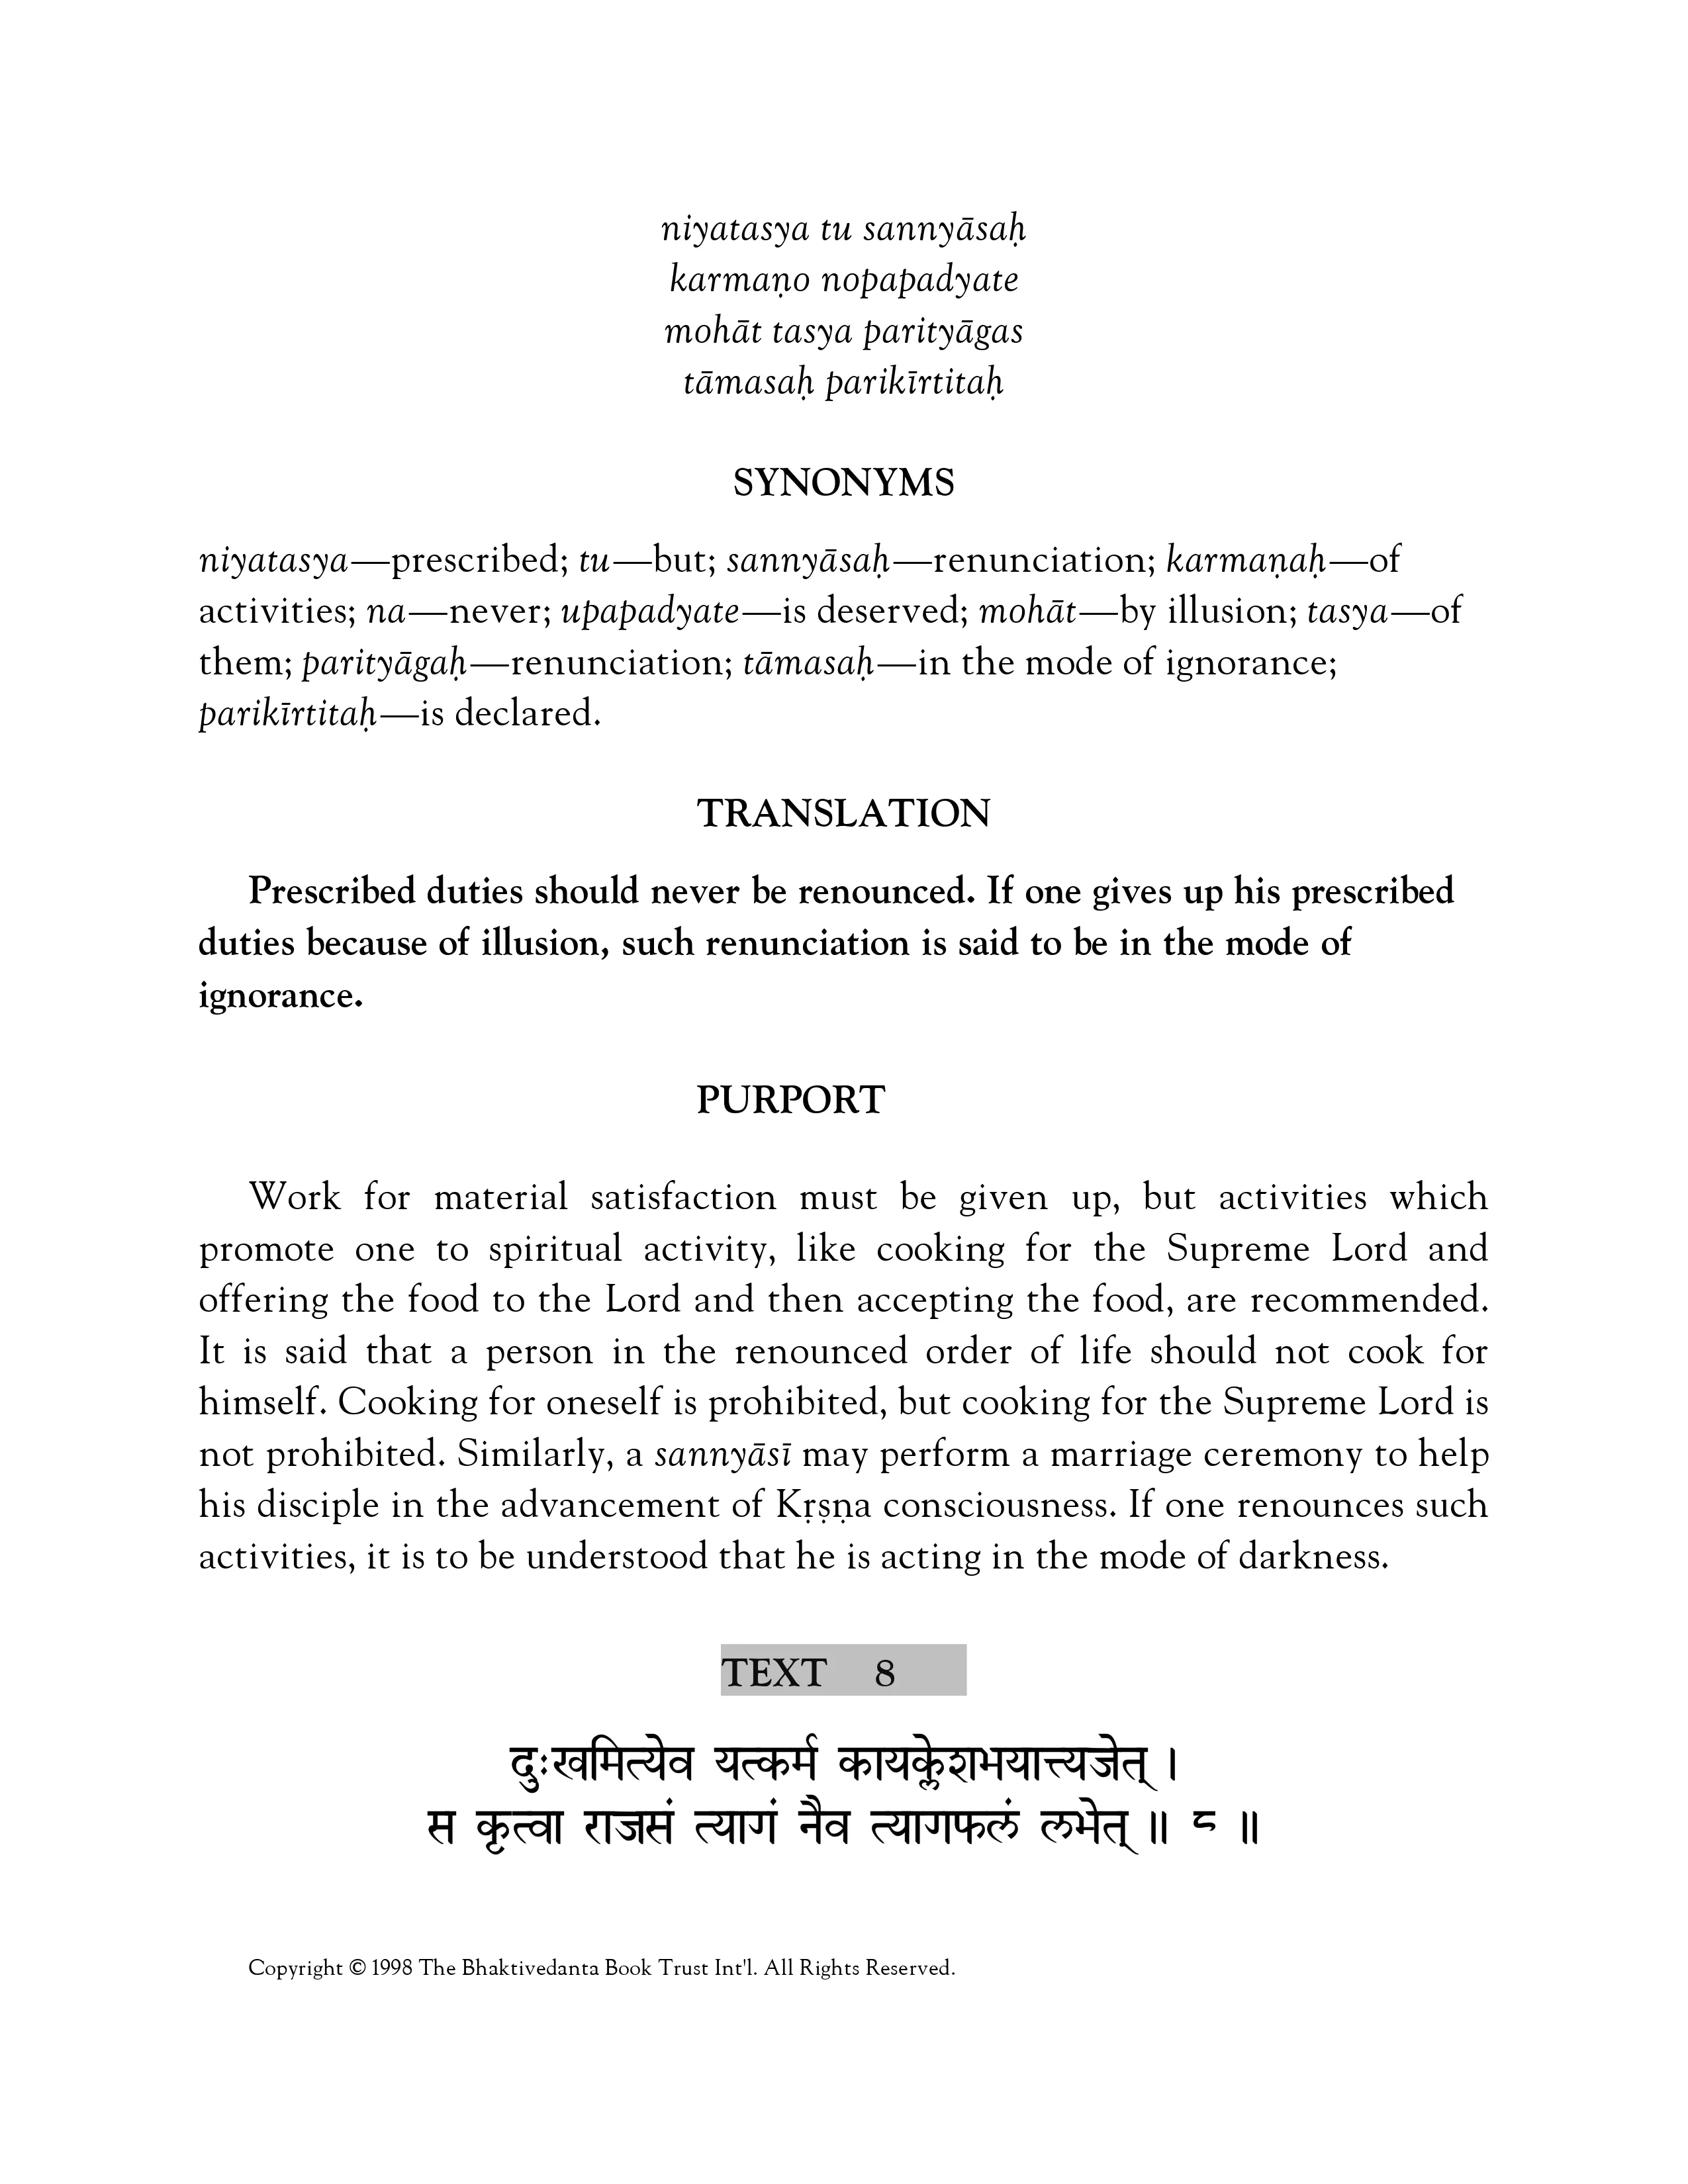 niyatasya tu sannyāsaḥ
karmaṇo nopapadyate
mohāt tasya parityāgas
tāmasaḥ parikīrtitaḥ
SYNONYMS
niyatasya—prescribed; tu—but; sannyāsaḥ—renunciation; karmaṇaḥ—of
activities; na—never; upapadyate—is deserved; mohāt—by illusion; tasya—of
them; parityāgaḥ—renunciation; tāmasaḥ—in the mode of ignorance;
parikīrtitaḥ—is declared.
TRANSLATION
Prescribed duties should never be renounced. If one gives up his prescribed
duties because of illusion, such renunciation is said to be in the mode of
ignorance.
PURPORT
Work for material satisfaction must be given up, but activities which
promote one to spiritual activity, like cooking for the Supreme Lord and
offering the food to the Lord and then accepting the food, are recommended.
It is said that a person in the renounced order of life should not cook for
himself. Cooking for oneself is prohibited, but cooking for the Supreme Lord is
not prohibited. Similarly, a sannyāsī may perform a marriage ceremony to help
his disciple in the advancement of Kṛṣṇa consciousness. If one renounces such
activities, it is to be understood that he is acting in the mode of darkness.
TEXT 8
दुःखमित्येव यत्कर्म कायक्लेशभयात्त्यजेत् ।
स कृत्वा राजसं त्यागं नैव त्यागफलं लभेत् ॥ ८ ॥
Copyright © 1998 The Bhaktivedanta Book Trust Int'l. All Rights Reserved.